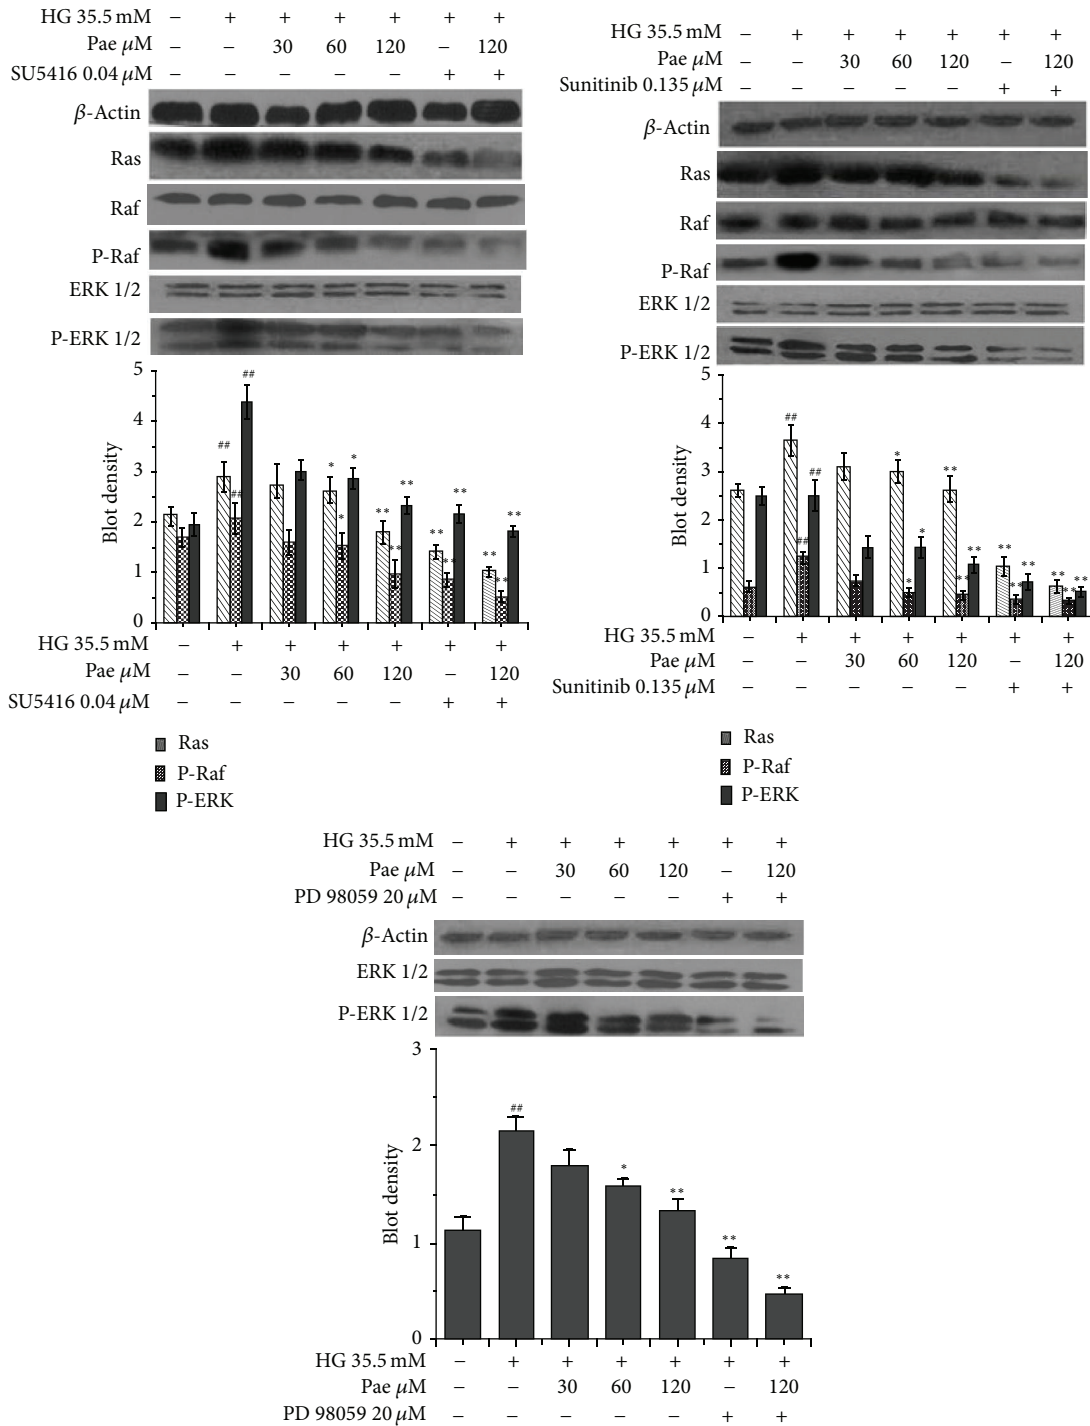 HG 35.5 mM − + + + + + +
Pae μM − − 30 60 120 − 120
SU5416 0.04 μM − − − − − + +
β-Actin
Ras
Raf
P-Raf
ERK 1/2
P-ERK 1/2
5
4
3
2
1
0
Blot density
##
##
##
*
*
*
**
**
**
**
**
**
**
**
**
HG 35.5 mM − + + + + + +
Pae μM − − 30 60 120 − 120
SU5416 0.04 μM − − − − − + +
Ras
P-Raf
P-ERK
HG 35.5 mM − + + + + + +
Pae μM − − 30 60 120 − 120
Sunitinib 0.135 μM − − − − − + +
β-Actin
Ras
Raf
P-Raf
ERK 1/2
P-ERK 1/2
5
4
3
2
1
0
Blot density
##
##
##
*
*
*
**
**
**
**
**
**
**
**
**
HG 35.5 mM − + + + + + +
Pae μM − − 30 60 120 − 120
Sunitinib 0.135 μM − − − − − + +
Ras
P-Raf
P-ERK
HG 35.5 mM − + + + + + +
Pae μM − − 30 60 120 − 120
PD 98059 20 μM − − − − − + +
β-Actin
ERK 1/2
P-ERK 1/2
3
2
1
0
Blot density
##
*
**
**
**
HG 35.5 mM − + + + + + +
Pae μM − − 30 60 120 − 120
PD 98059 20 μM − − − − − + +